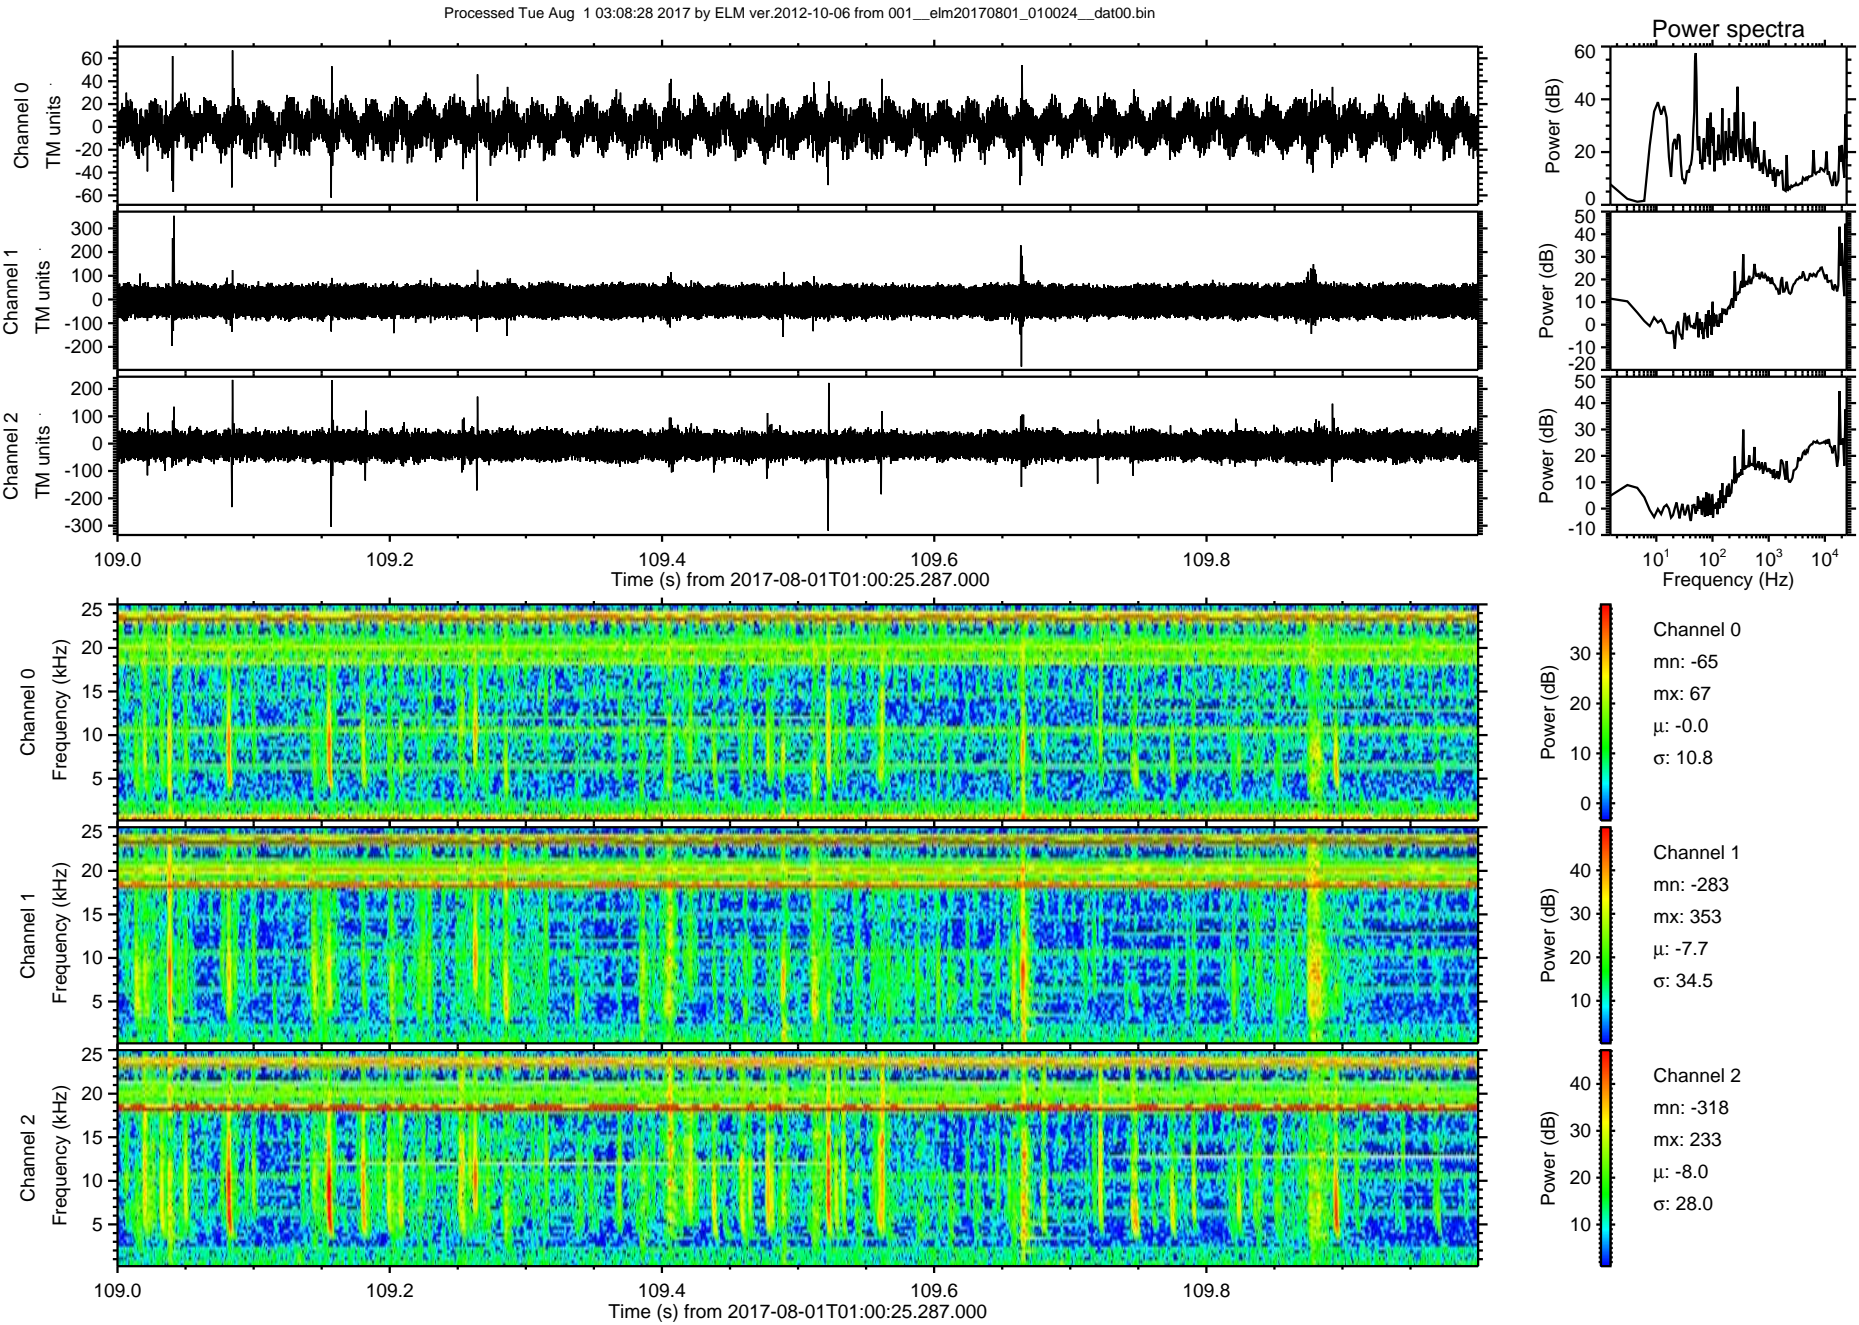 Processed Tue Aug  1 03:08:28 2017 by ELM ver.2012-10-06 from 001__elm20170801_010024__dat00.bin
Power spectra
Channel 0
TM units
60
40
20
0
-20
-40
-60
Power (dB)
60
40
20
0
Channel 1
TM units
300
200
100
0
-100
-200
Power (dB)
50
40
30
20
10
0
-10
-20
Channel 2
TM units
200
100
0
-100
-200
-300
Power (dB)
50
40
30
20
10
0
-10
109.0 109.2 109.4 109.6 109.8
Time (s) from 2017-08-01T01:00:25.287.000
10^1 10^2 10^3 10^4
Frequency (Hz)
Channel 0
Frequency (kHz)
25
20
15
10
5
Power (dB)
30
20
10
0
Channel 0
mn: -65
mx: 67
μ: -0.0
σ: 10.8
Channel 1
Frequency (kHz)
25
20
15
10
5
Power (dB)
40
30
20
10
Channel 1
mn: -283
mx: 353
μ: -7.7
σ: 34.5
Channel 2
Frequency (kHz)
25
20
15
10
5
Power (dB)
40
30
20
10
Channel 2
mn: -318
mx: 233
μ: -8.0
σ: 28.0
109.0 109.2 109.4 109.6 109.8
Time (s) from 2017-08-01T01:00:25.287.000